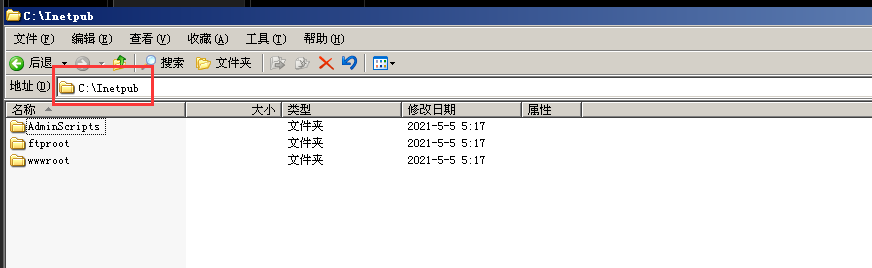 C:\Inetpub
文件(F) 编辑(E) 查看(V) 收藏(A) 工具(T) 帮助(H)
后退 搜索 文件夹
地址(D) C:\Inetpub
名称 大小 类型 修改日期 属性
AdminScripts 文件夹 2021-5-5 5:17
ftproot 文件夹 2021-5-5 5:17
wwwroot 文件夹 2021-5-5 5:17